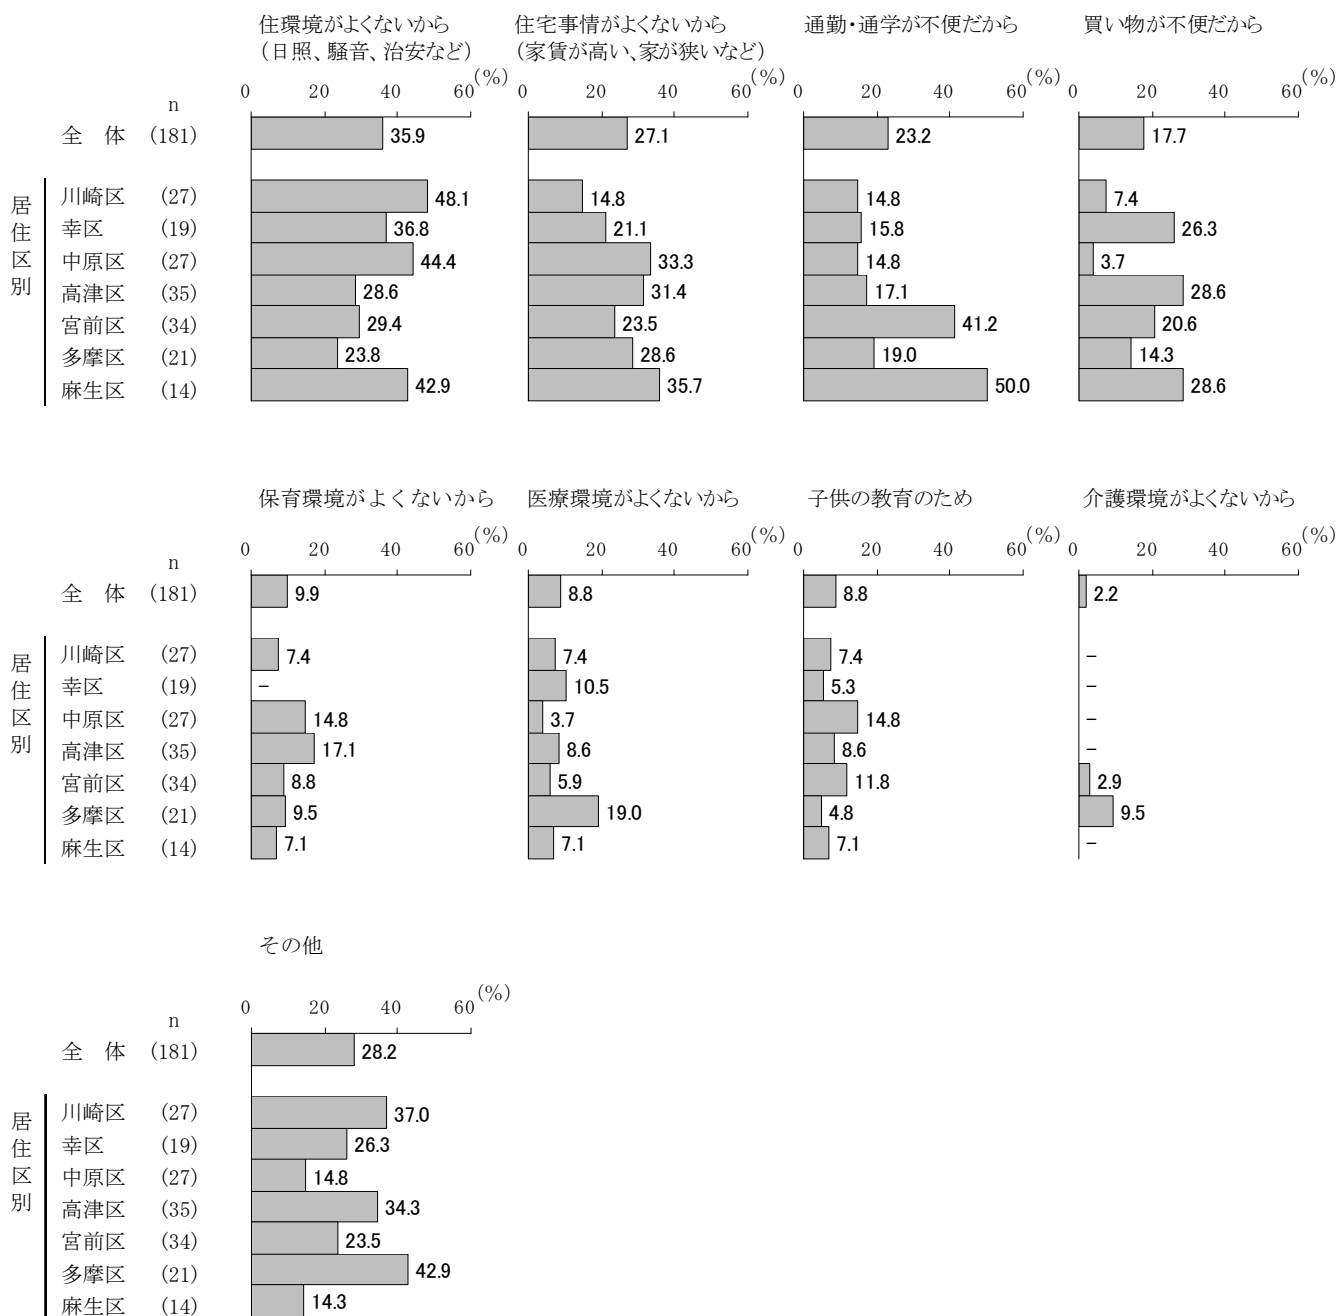 住環境がよくないから 住宅事情がよくないから 通勤・通学が不便だから 買い物が不便だから
（日照、騒音、治安など） （家賃が高い、家が狭いなど）
0 20 40 60 (%) 0 20 40 60 (%) 0 20 40 60 (%) 0 20 40 60 (%)
n
全 体 (181) 35.9 27.1 23.2 17.7
居住区別
川崎区 (27) 48.1 14.8 14.8 7.4
幸区 (19) 36.8 21.1 15.8 26.3
中原区 (27) 44.4 33.3 14.8 3.7
高津区 (35) 28.6 31.4 17.1 28.6
宮前区 (34) 29.4 23.5 41.2 20.6
多摩区 (21) 23.8 28.6 19.0 14.3
麻生区 (14) 42.9 35.7 50.0 28.6
保育環境がよくないから 医療環境がよくないから 子供の教育のため 介護環境がよくないから
0 20 40 60 (%) 0 20 40 60 (%) 0 20 40 60 (%) 0 20 40 60 (%)
n
全 体 (181) 9.9 8.8 8.8 2.2
居住区別
川崎区 (27) 7.4 7.4 7.4 –
幸区 (19) – 10.5 5.3 –
中原区 (27) 14.8 3.7 14.8 –
高津区 (35) 17.1 8.6 8.6 –
宮前区 (34) 8.8 5.9 11.8 2.9
多摩区 (21) 9.5 19.0 4.8 9.5
麻生区 (14) 7.1 7.1 7.1 –
その他
0 20 40 60 (%)
n
全 体 (181) 28.2
居住区別
川崎区 (27) 37.0
幸区 (19) 26.3
中原区 (27) 14.8
高津区 (35) 34.3
宮前区 (34) 23.5
多摩区 (21) 42.9
麻生区 (14) 14.3